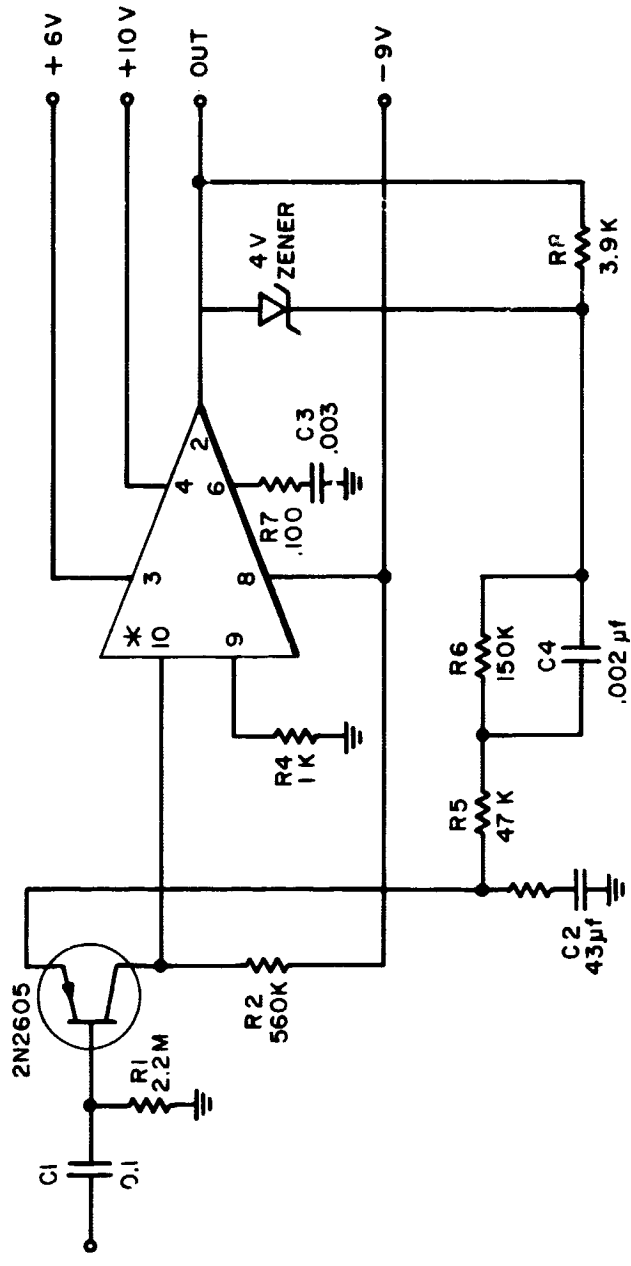 +6V
+10V
OUT
-9V
4V
ZENER
RP
3.9K
3
4
2
6
8
*
10
9
C3
.003
R7
.100
R4
1K
R6
150K
C4
.002 µf
R5
47K
C2
43µf
2N2605
R2
560K
R1
2.2M
C1
0.1